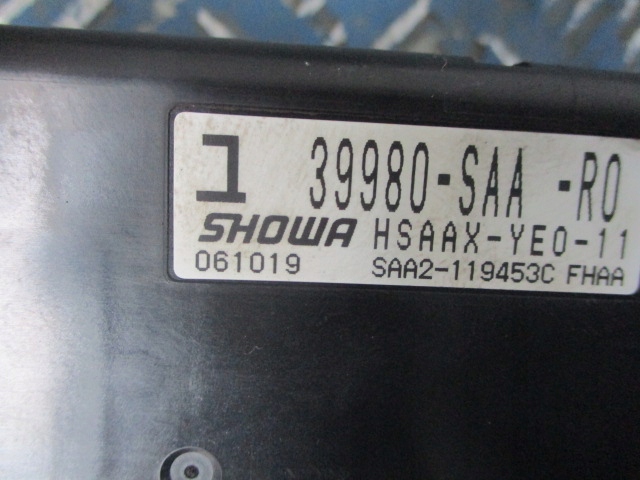 1 39980-SAA -R0
SHOWA HSAAX-YE0-11
061019 SAA2-119453C FHAA